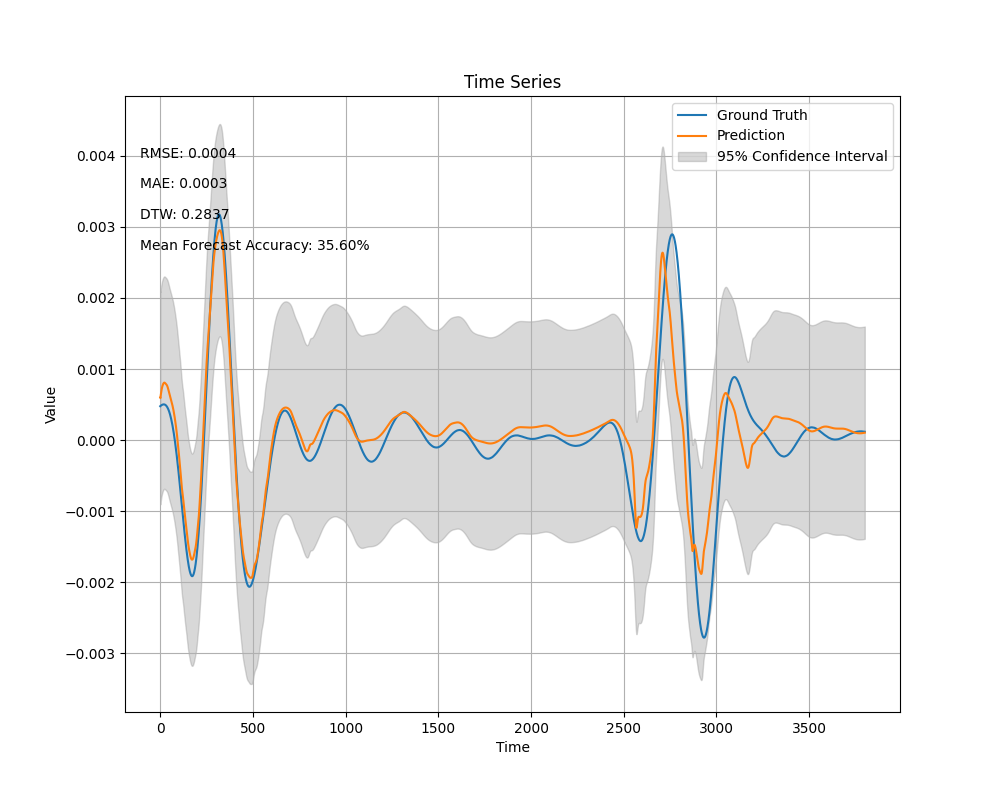 Time Series
Ground Truth
Prediction
95% Confidence Interval
RMSE: 0.0004
MAE: 0.0003
DTW: 0.2837
Mean Forecast Accuracy: 35.60%
0.004
0.003
0.002
0.001
0.000
−0.001
−0.002
−0.003
Value
0 500 1000 1500 2000 2500 3000 3500
Time